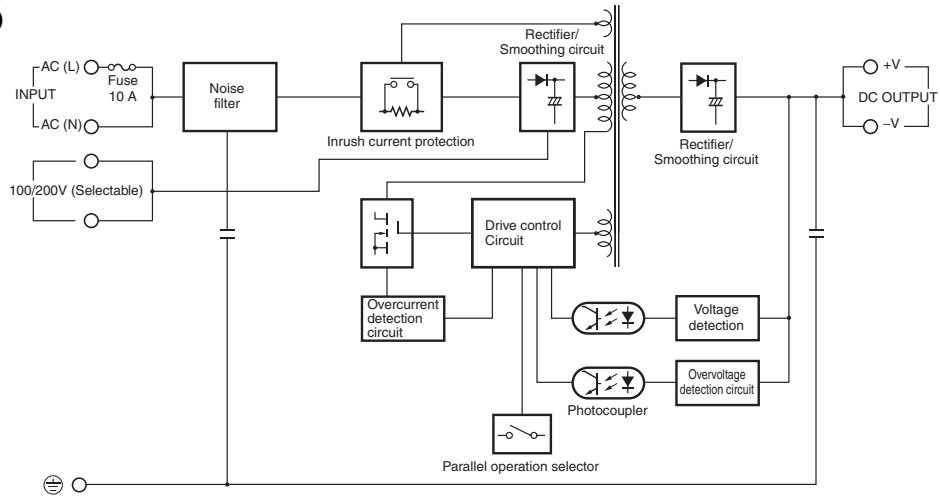 Rectifier/
Smoothing circuit
AC (L)
Fuse
10 A
INPUT
AC (N)
Noise
filter
Inrush current protection
+V
DC OUTPUT
–V
Rectifier/
Smoothing circuit
100/200V (Selectable)
Drive control
Circuit
Overcurrent
detection
circuit
Voltage
detection
Overvoltage
detection circuit
Photocoupler
Parallel operation selector